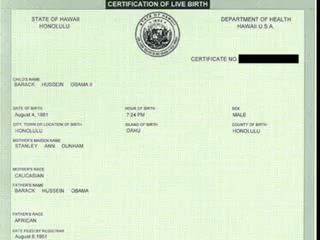 CERTIFICATION OF LIVE BIRTH
STATE OF HAWAII
HONOLULU
DEPARTMENT OF HEALTH
HAWAII U.S.A.
CERTIFICATE NO.
CHILD'S NAME
BARACK HUSSEIN OBAMA II
DATE OF BIRTH HOUR OF BIRTH SEX
August 4, 1961 7:24 PM MALE
CITY, TOWN OR LOCATION OF BIRTH ISLAND OF BIRTH COUNTY OF BIRTH
HONOLULU OAHU HONOLULU
MOTHER'S MAIDEN NAME
STANLEY ANN DUNHAM
MOTHER'S RACE
CAUCASIAN
FATHER'S NAME
BARACK HUSSEIN OBAMA
FATHER'S RACE
AFRICAN
DATE FILED BY REGISTRAR
August 8, 1961